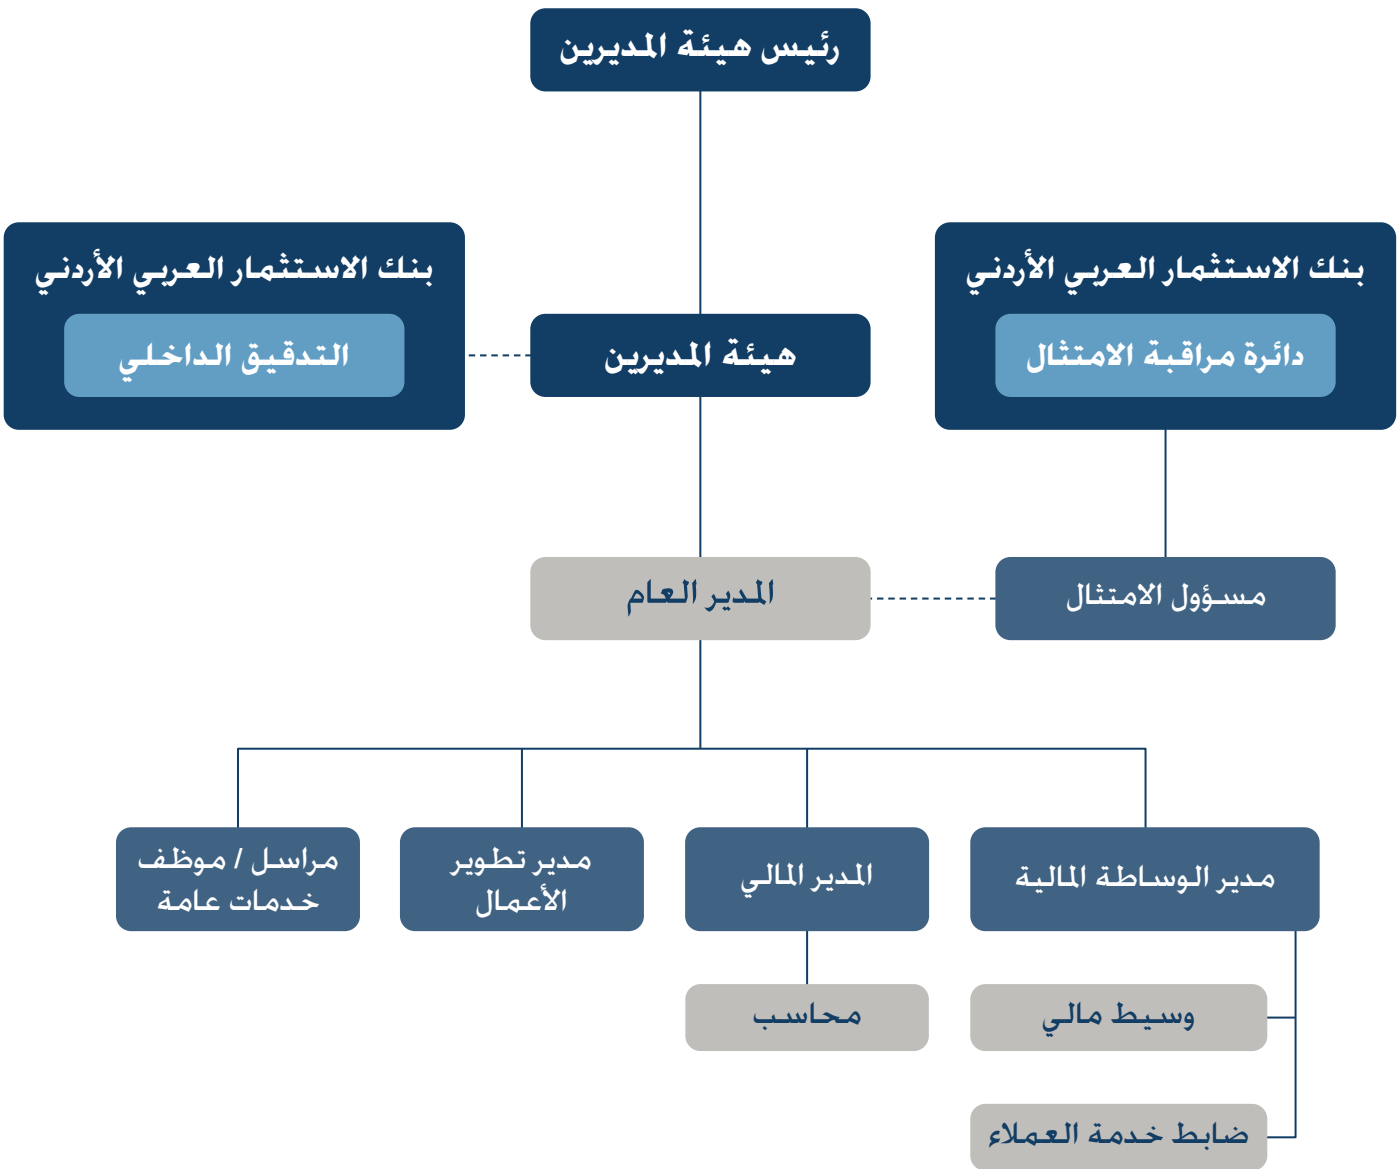 رئيس هيئة المديرين
بنك الاستثمار العربي الأردني
دائرة مراقبة الامتثال
هيئة المديرين
بنك الاستثمار العربي الأردني
التدقيق الداخلي
مسؤول الامتثال
المدير العام
مدير الوساطة المالية
المدير المالي
مدير تطوير
الأعمال
مراسل / موظف
خدمات عامة
وسيط مالي
محاسب
ضابط خدمة العملاء